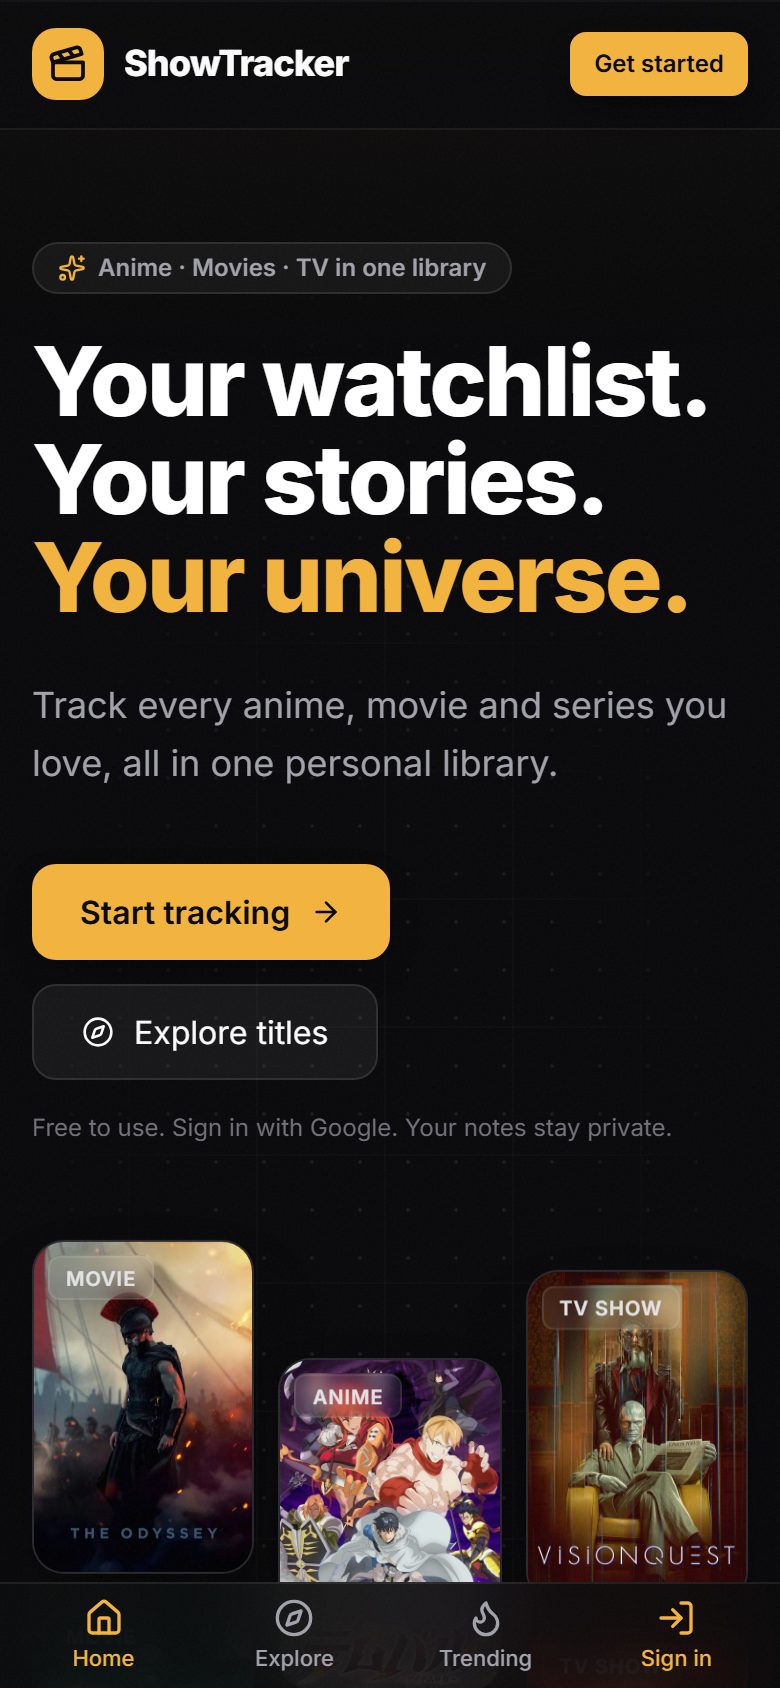 ShowTracker
Get started
Anime · Movies · TV in one library
Your watchlist.
Your stories.
Your universe.
Track every anime, movie and series you
love, all in one personal library.
Start tracking
Explore titles
Free to use. Sign in with Google. Your notes stay private.
MOVIE
THE ODYSSEY
ANIME
TV SHOW
VISIONQUEST
Home
Explore
Trending
Sign in
TV SHOW